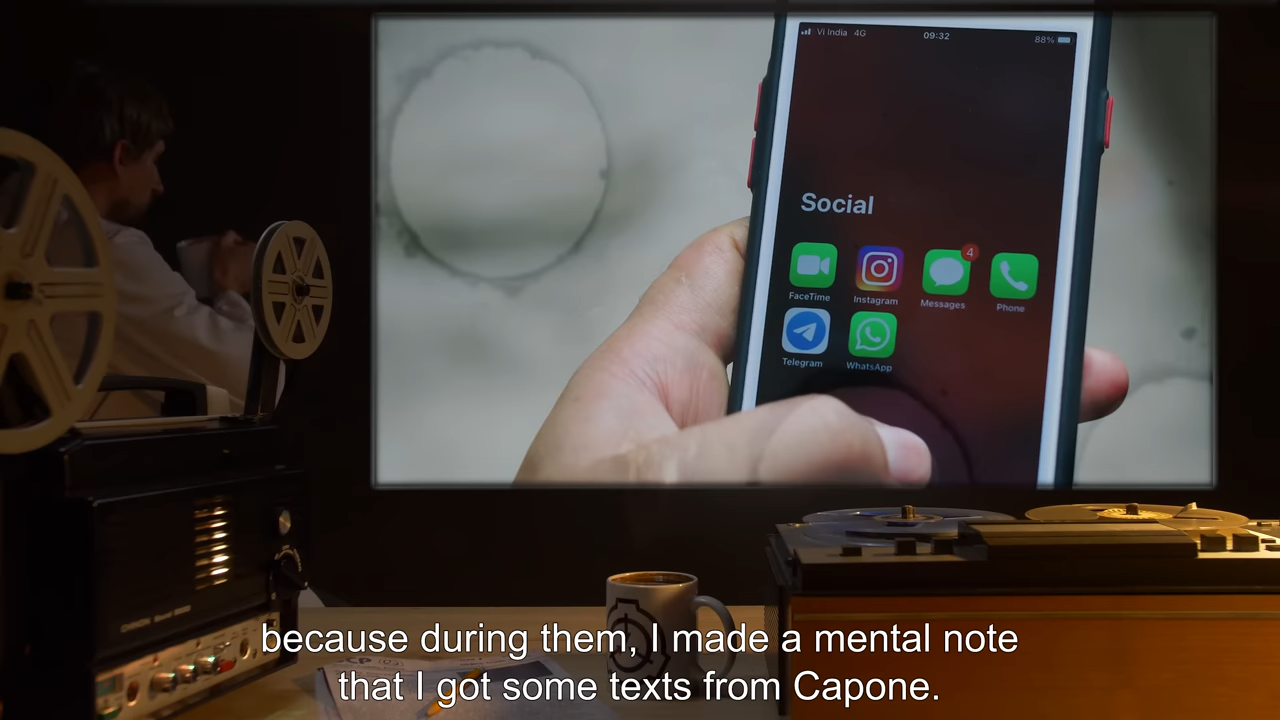 Vi India 4G 09:32 88%
Social
4
FaceTime Instagram Messages Phone
Telegram WhatsApp
CP
because during them, I made a mental note
that I got some texts from Capone.